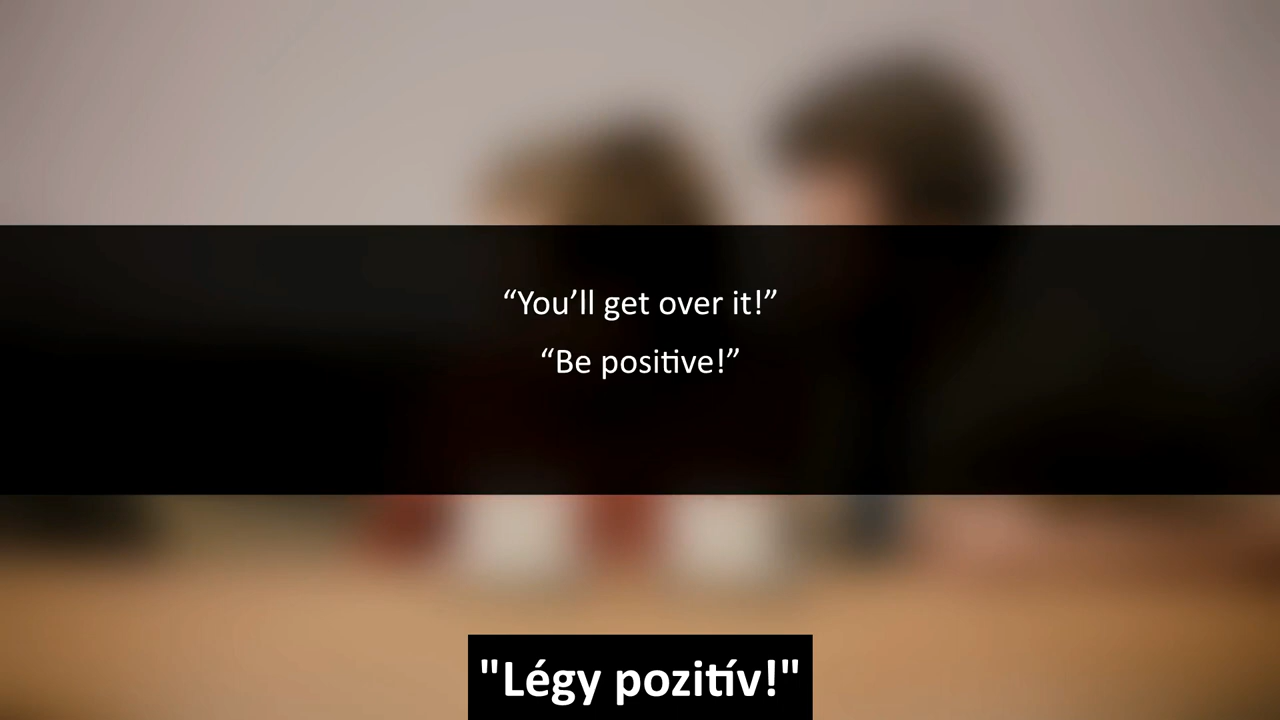 “You’ll get over it!”
“Be positive!”
"Légy pozitív!"